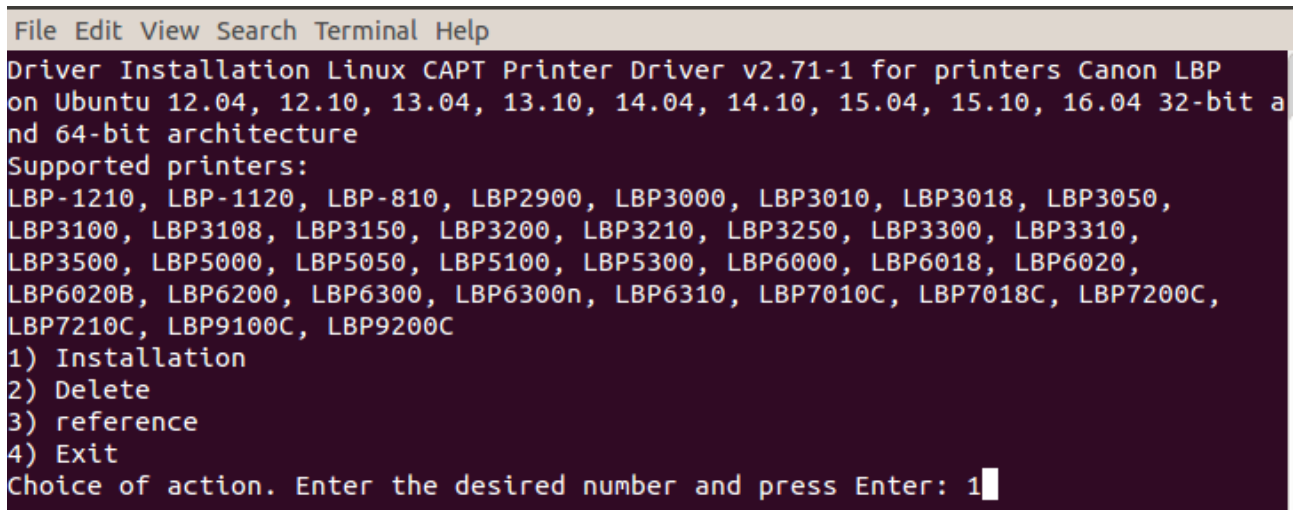 File Edit View Search Terminal Help
Driver Installation Linux CAPT Printer Driver v2.71-1 for printers Canon LBP
on Ubuntu 12.04, 12.10, 13.04, 13.10, 14.04, 14.10, 15.04, 15.10, 16.04 32-bit a
nd 64-bit architecture
Supported printers:
LBP-1210, LBP-1120, LBP-810, LBP2900, LBP3000, LBP3010, LBP3018, LBP3050,
LBP3100, LBP3108, LBP3150, LBP3200, LBP3210, LBP3250, LBP3300, LBP3310,
LBP3500, LBP5000, LBP5050, LBP5100, LBP5300, LBP6000, LBP6018, LBP6020,
LBP6020B, LBP6200, LBP6300, LBP6300n, LBP6310, LBP7010C, LBP7018C, LBP7200C,
LBP7210C, LBP9100C, LBP9200C
1) Installation
2) Delete
3) reference
4) Exit
Choice of action. Enter the desired number and press Enter: 1